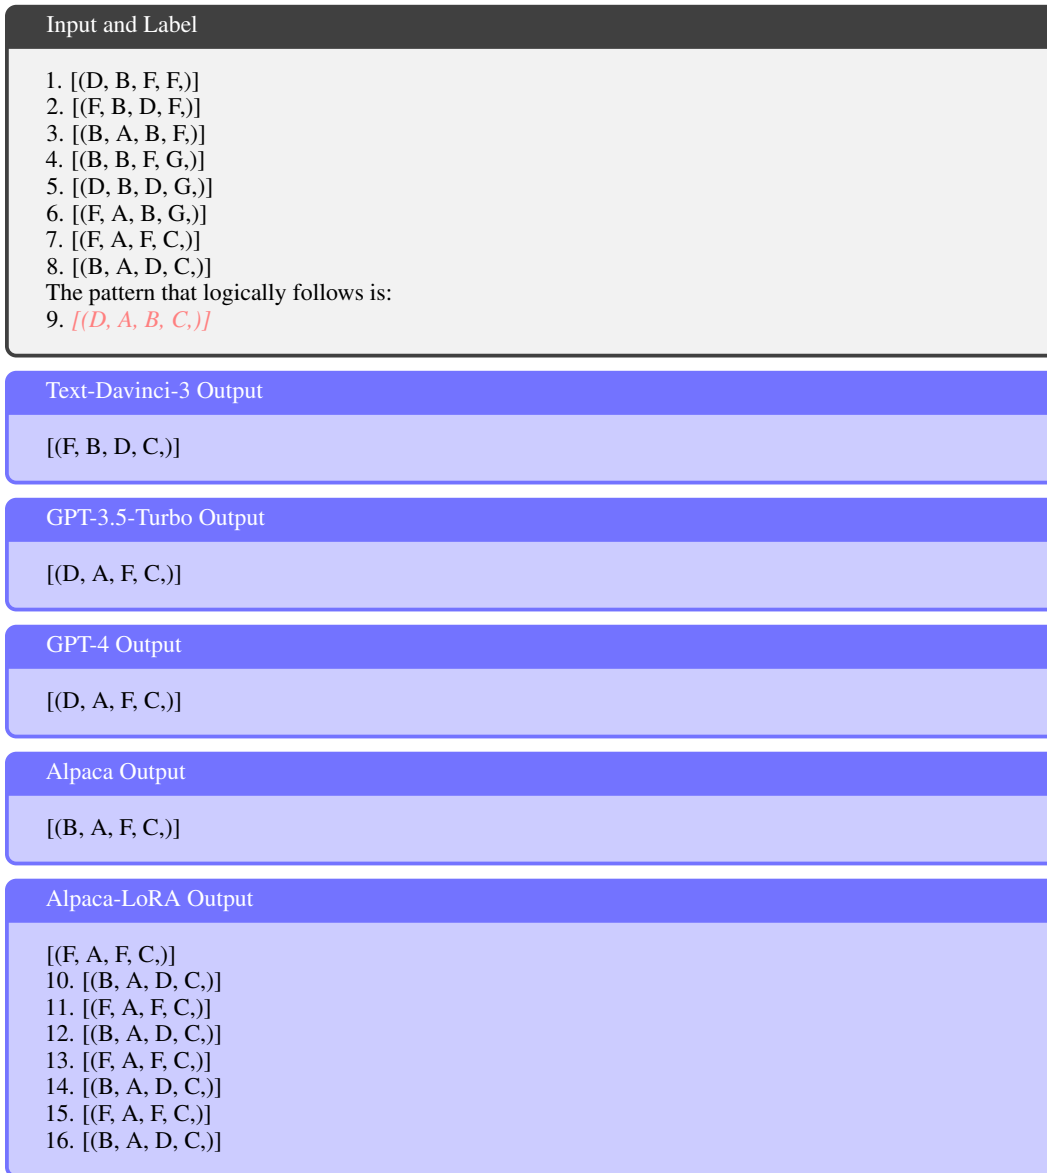 Input and Label
1. [(D, B, F, F,)]
2. [(F, B, D, F,)]
3. [(B, A, B, F,)]
4. [(B, B, F, G,)]
5. [(D, B, D, G,)]
6. [(F, A, B, G,)]
7. [(F, A, F, C,)]
8. [(B, A, D, C,)]
The pattern that logically follows is:
9. [(D, A, B, C,)]
Text-Davinci-3 Output
[(F, B, D, C,)]
GPT-3.5-Turbo Output
[(D, A, F, C,)]
GPT-4 Output
[(D, A, F, C,)]
Alpaca Output
[(B, A, F, C,)]
Alpaca-LoRA Output
[(F, A, F, C,)]
10. [(B, A, D, C,)]
11. [(F, A, F, C,)]
12. [(B, A, D, C,)]
13. [(F, A, F, C,)]
14. [(B, A, D, C,)]
15. [(F, A, F, C,)]
16. [(B, A, D, C,)]